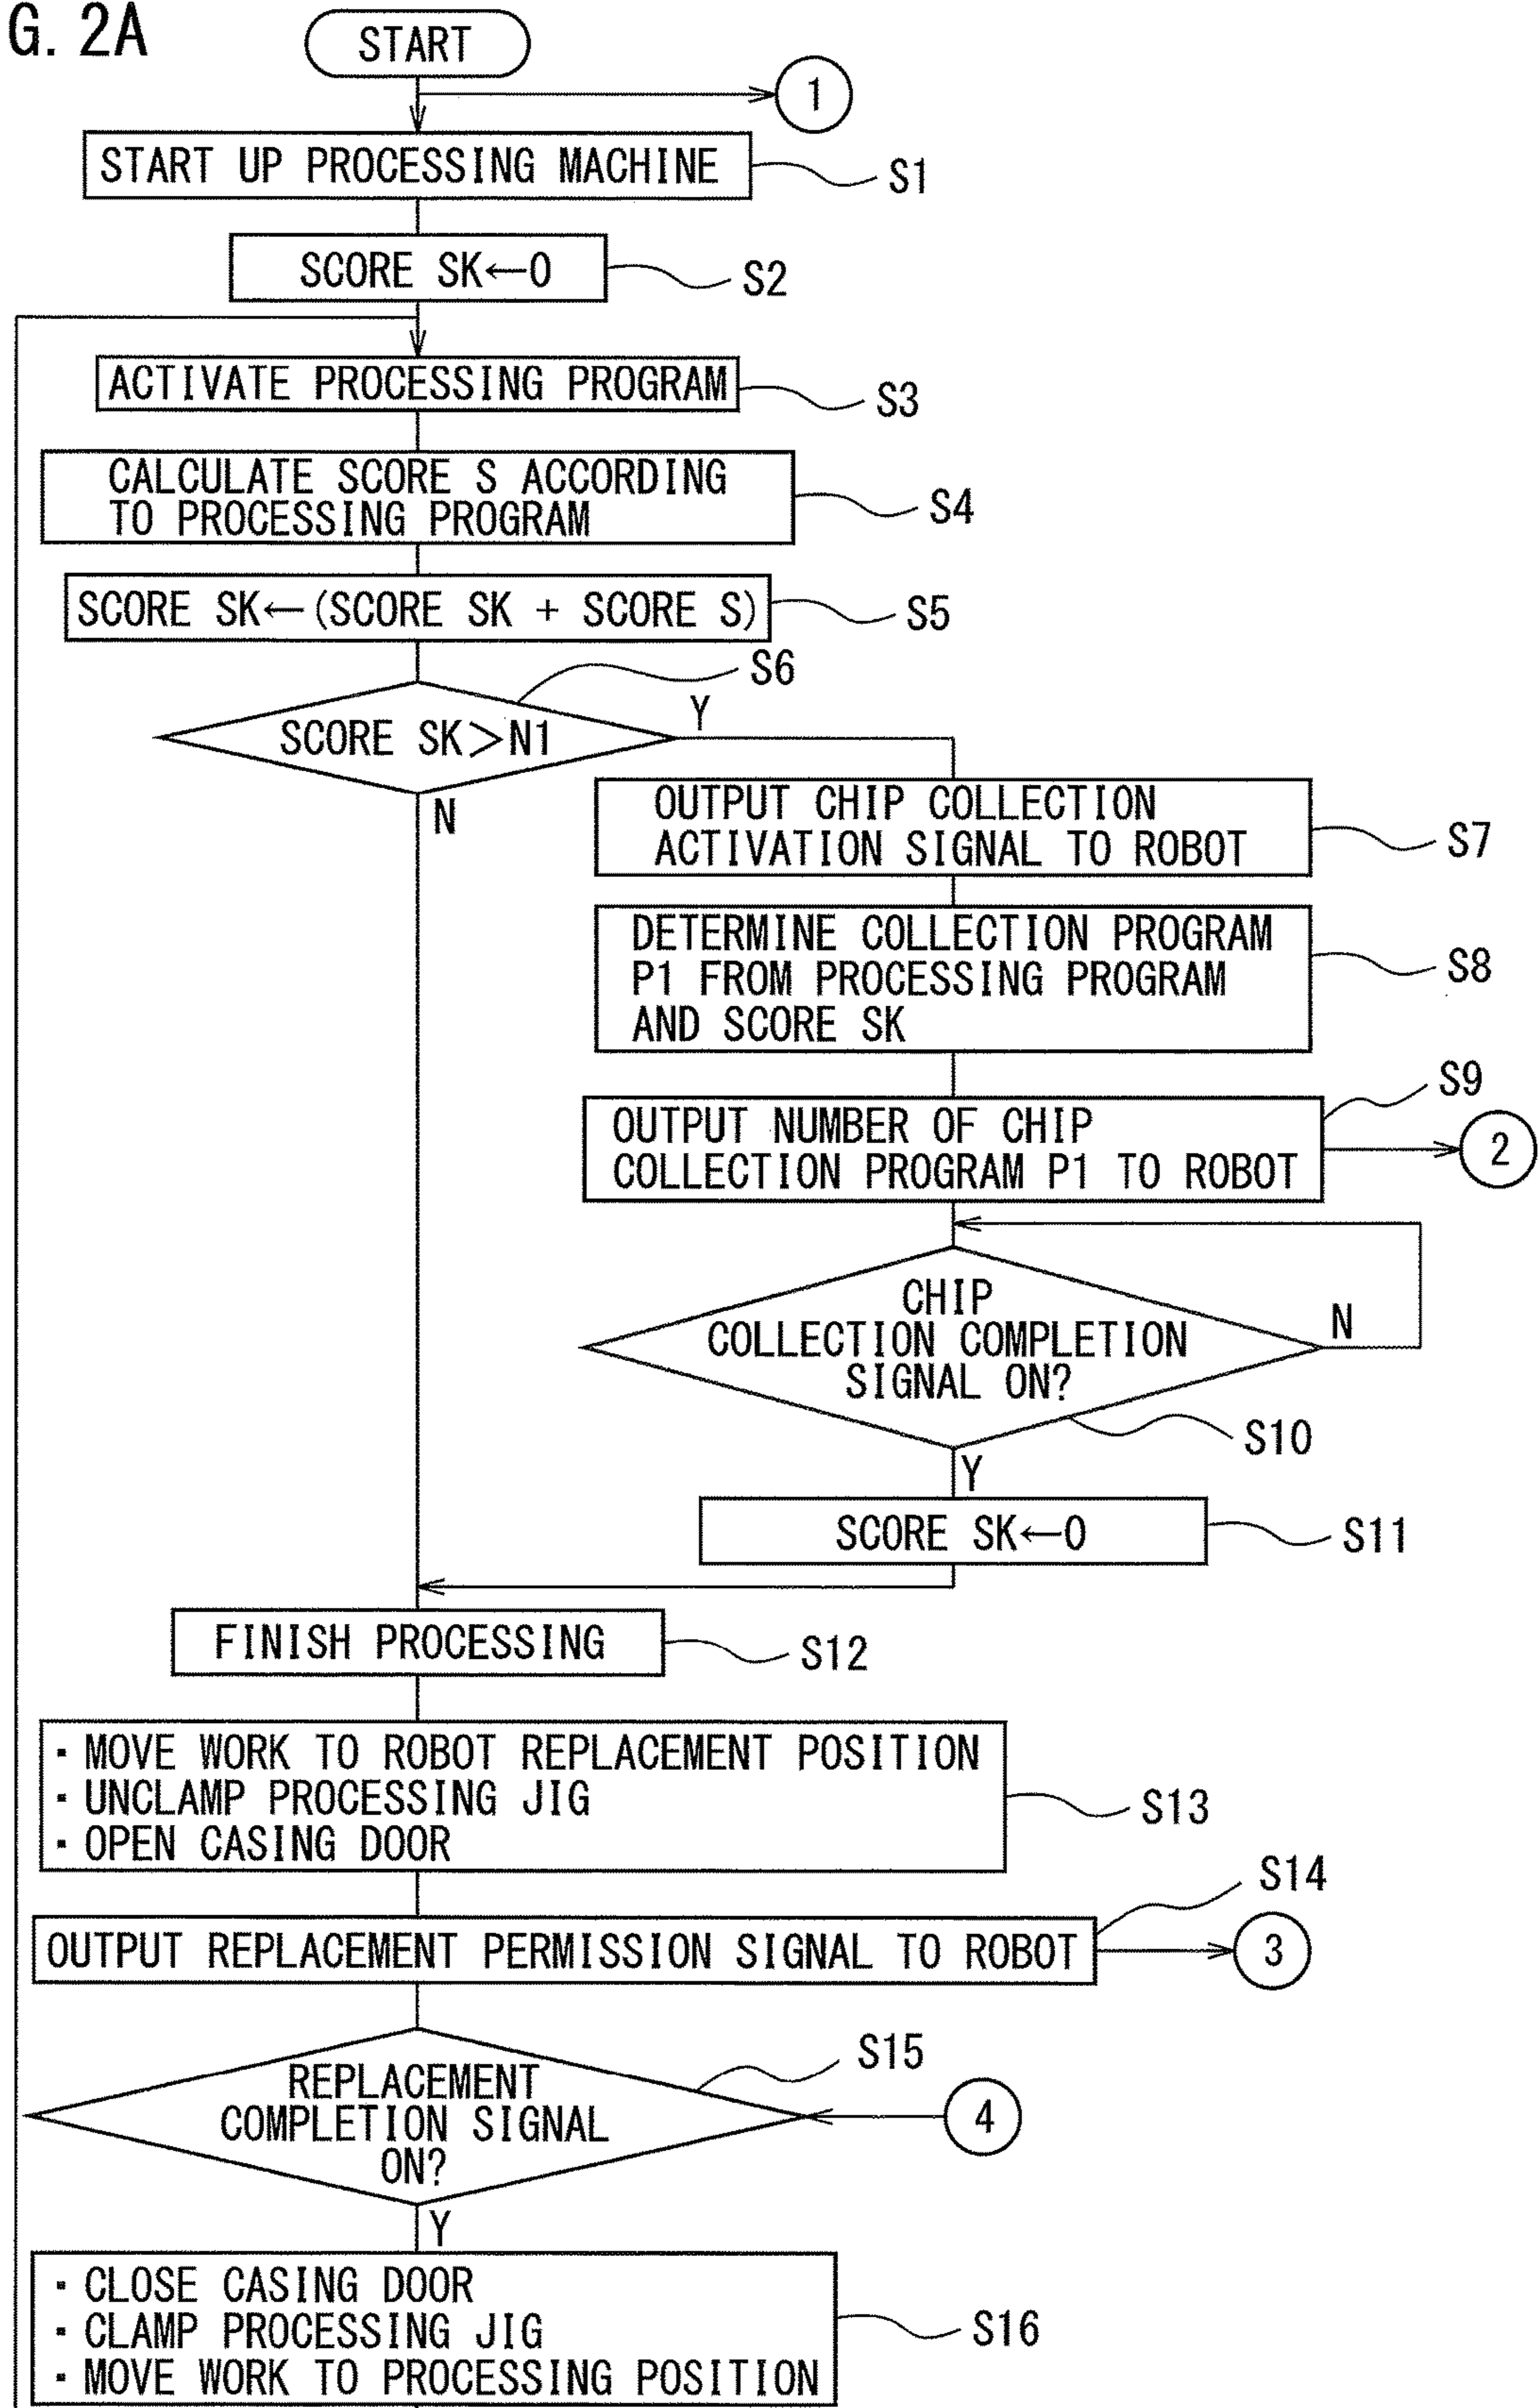 G. 2A
START
1
START UP PROCESSING MACHINE
S1
SCORE SK←0
S2
ACTIVATE PROCESSING PROGRAM
S3
CALCULATE SCORE S ACCORDING
TO PROCESSING PROGRAM
S4
SCORE SK←(SCORE SK + SCORE S)
S5
S6
SCORE SK>N1
Y
N
OUTPUT CHIP COLLECTION
ACTIVATION SIGNAL TO ROBOT
S7
DETERMINE COLLECTION PROGRAM
P1 FROM PROCESSING PROGRAM
AND SCORE SK
S8
S9
OUTPUT NUMBER OF CHIP
COLLECTION PROGRAM P1 TO ROBOT
2
CHIP
COLLECTION COMPLETION
SIGNAL ON?
N
S10
Y
SCORE SK←0
S11
FINISH PROCESSING
S12
· MOVE WORK TO ROBOT REPLACEMENT POSITION
· UNCLAMP PROCESSING JIG
· OPEN CASING DOOR
S13
S14
OUTPUT REPLACEMENT PERMISSION SIGNAL TO ROBOT
3
S15
REPLACEMENT
COMPLETION SIGNAL
ON?
4
Y
· CLOSE CASING DOOR
· CLAMP PROCESSING JIG
· MOVE WORK TO PROCESSING POSITION
S16